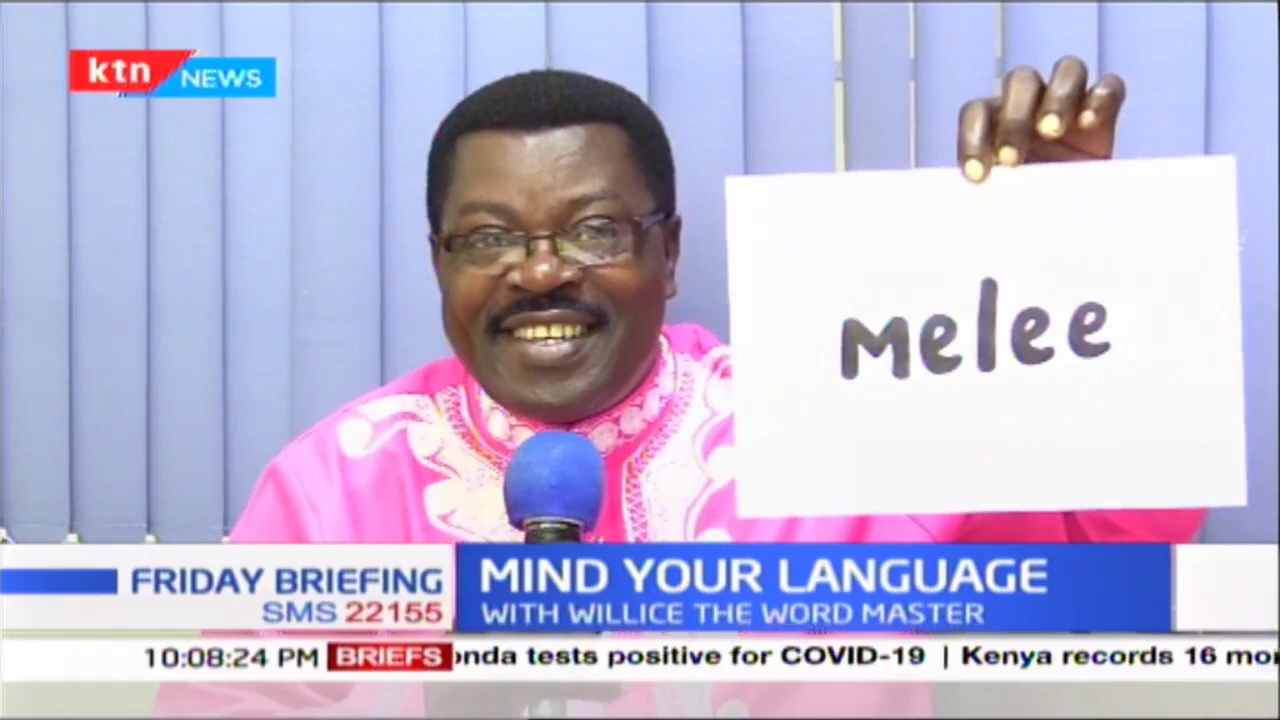 ktn NEWS
Melee
FRIDAY BRIEFING
SMS 22155
MIND YOUR LANGUAGE
WITH WILLICE THE WORD MASTER
10:08:24 PM BRIEFS onda tests positive for COVID-19 | Kenya records 16 mo